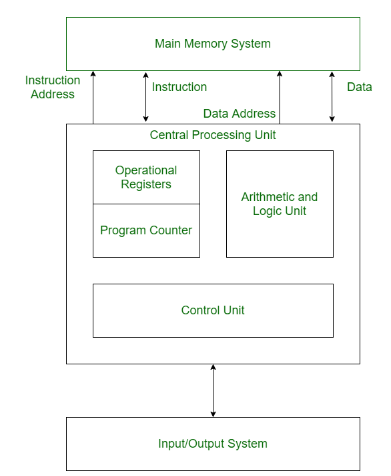 Main Memory System
Instruction
Address
Instruction
Data Address
Data
Central Processing Unit
Operational
Registers
Program Counter
Arithmetic and
Logic Unit
Control Unit
Input/Output System